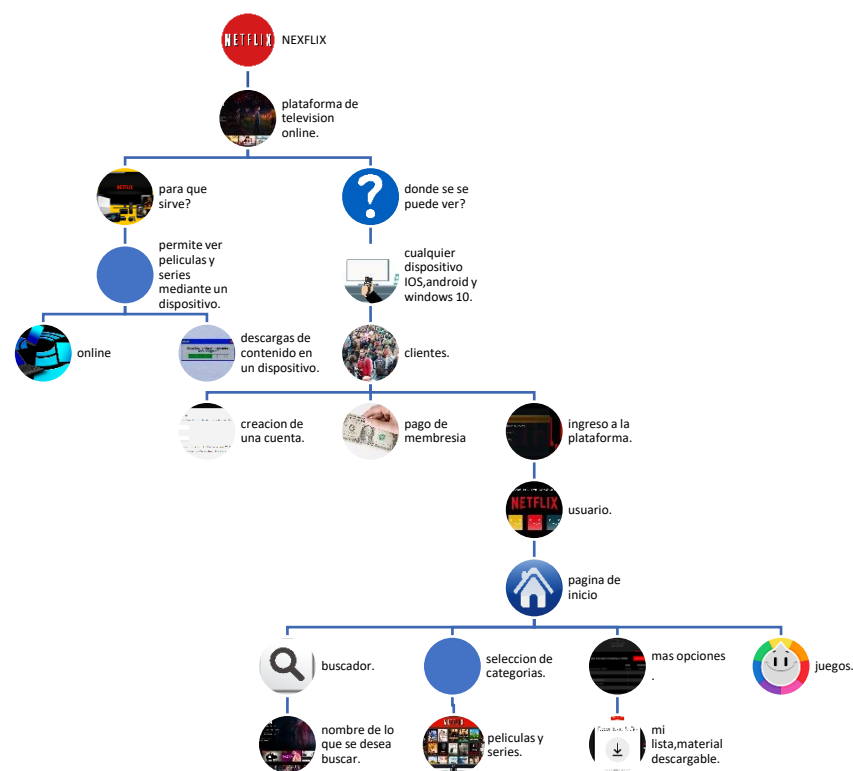 NETFLIX
NEXFLIX
plataforma de
television
online.
NETFLIX
para que
sirve?
?
donde se se
puede ver?
permite ver
peliculas y
series
mediante un
dispositivo.
cualquier
dispositivo
IOS,android y
windows 10.
online
descargas de
contenido en
un dispositivo.
clientes.
creacion de
una cuenta.
pago de
membresia
ingreso a la
plataforma.
NETFLIX
usuario.
pagina de
inicio
buscador.
seleccion de
categorias.
mas opciones
.
juegos.
nombre de lo
que se desea
buscar.
peliculas y
series.
mi
lista,material
descargable.